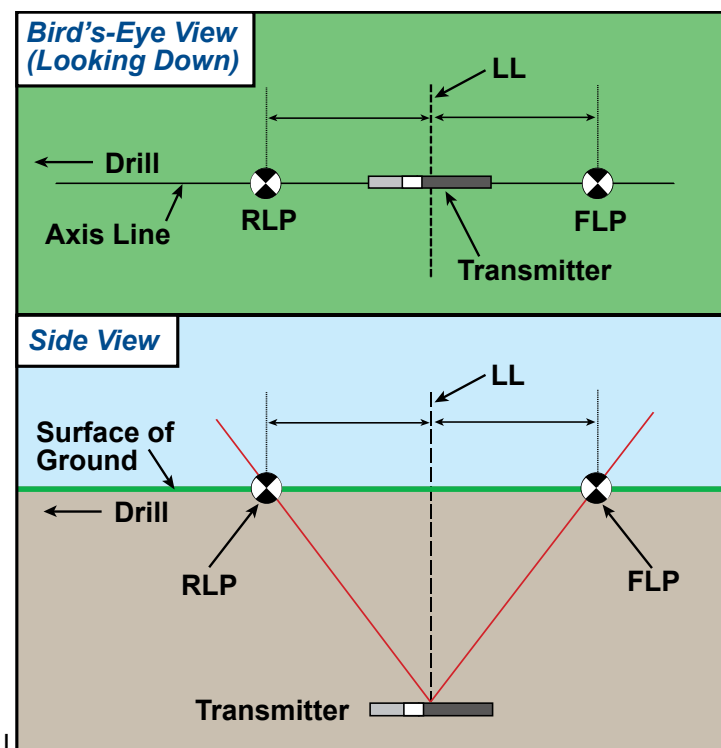 Bird's-Eye View
(Looking Down)
LL
Drill
RLP
FLP
Axis Line
Transmitter
Side View
LL
Surface of
Ground
Drill
RLP
FLP
Transmitter